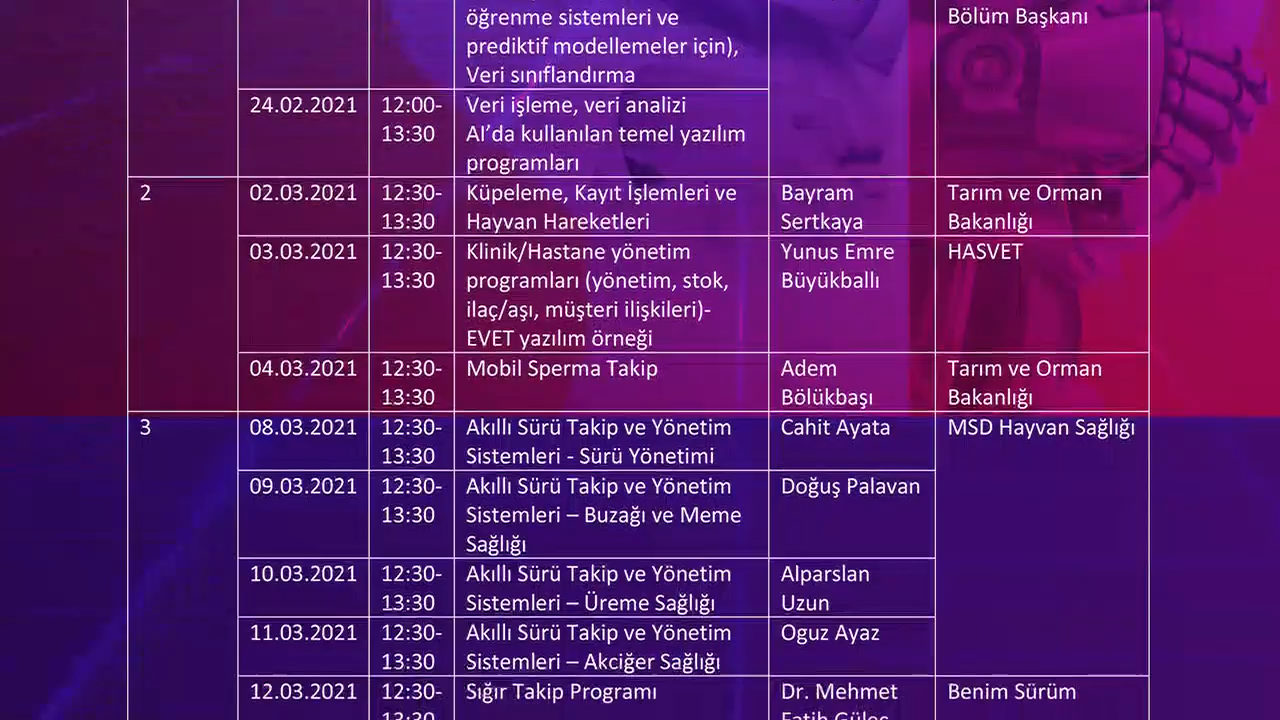 öğrenme sistemleri ve
prediktif modellemeler için),
Veri sınıflandırma
Bölüm Başkanı
24.02.2021
12:00-
13:30
Veri işleme, veri analizi
AI’da kullanılan temel yazılım
programları
2
02.03.2021
12:30-
13:30
Küpeleme, Kayıt İşlemleri ve
Hayvan Hareketleri
Bayram
Sertkaya
Tarım ve Orman
Bakanlığı
03.03.2021
12:30-
13:30
Klinik/Hastane yönetim
programları (yönetim, stok,
ilaç/aşı, müşteri ilişkileri)-
EVET yazılım örneği
Yunus Emre
Büyükballı
HASVET
04.03.2021
12:30-
13:30
Mobil Sperma Takip
Adem
Bölükbaşı
Tarım ve Orman
Bakanlığı
3
08.03.2021
12:30-
13:30
Akıllı Sürü Takip ve Yönetim
Sistemleri - Sürü Yönetimi
Cahit Ayata
MSD Hayvan Sağlığı
09.03.2021
12:30-
13:30
Akıllı Sürü Takip ve Yönetim
Sistemleri – Buzağı ve Meme
Sağlığı
Doğuş Palavan
10.03.2021
12:30-
13:30
Akıllı Sürü Takip ve Yönetim
Sistemleri – Üreme Sağlığı
Alparslan
Uzun
11.03.2021
12:30-
13:30
Akıllı Sürü Takip ve Yönetim
Sistemleri – Akciğer Sağlığı
Oguz Ayaz
12.03.2021
12:30-
13:30
Sığır Takip Programı
Dr. Mehmet
Fatih Güleç
Benim Sürüm